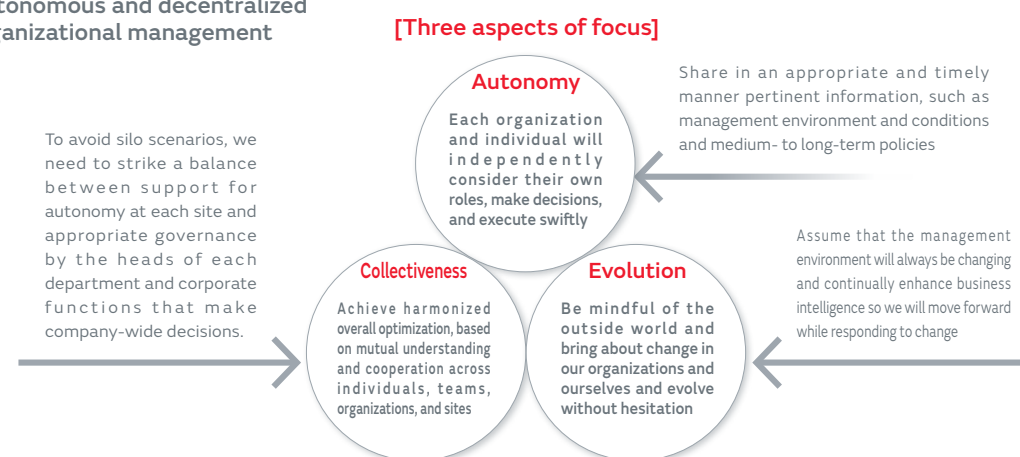 and decentralized
management
[Three aspects of focus]
Autonomy
Each organization
and individual will
independently
consider their own
roles, make decisions,
and execute swiftly
Share in an appropriate and timely
manner pertinent information, such as
management environment and conditions
and medium- to long-term policies
To avoid silo scenarios, we
need to strike a balance
between support for
autonomy at each site and
appropriate governance
by the heads of each
department and corporate
functions that make
company-wide decisions.
Collectiveness
Achieve harmonized
overall optimization, based
on mutual understanding
and cooperation across
individuals, teams,
organizations, and sites
Evolution
Be mindful of the
outside world and
bring about change in
our organizations and
ourselves and evolve
without hesitation
Assume that the management
environment will always be changing
and continually enhance business
intelligence so we will move forward
while responding to change